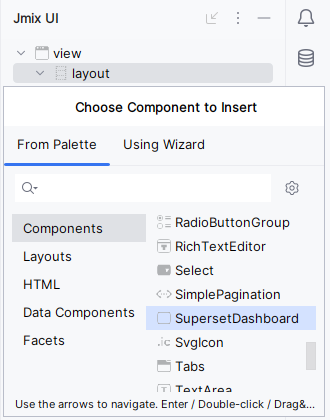 Jmix UI
view
layout
Choose Component to Insert
From Palette Using Wizard
Components
Layouts
HTML
Data Components
Facets
RadioButtonGroup
RichTextEditor
Select
SimplePagination
SupersetDashboard
SvgIcon
Tabs
TextArea
Use the arrows to navigate. Enter / Double-click / Drag&...